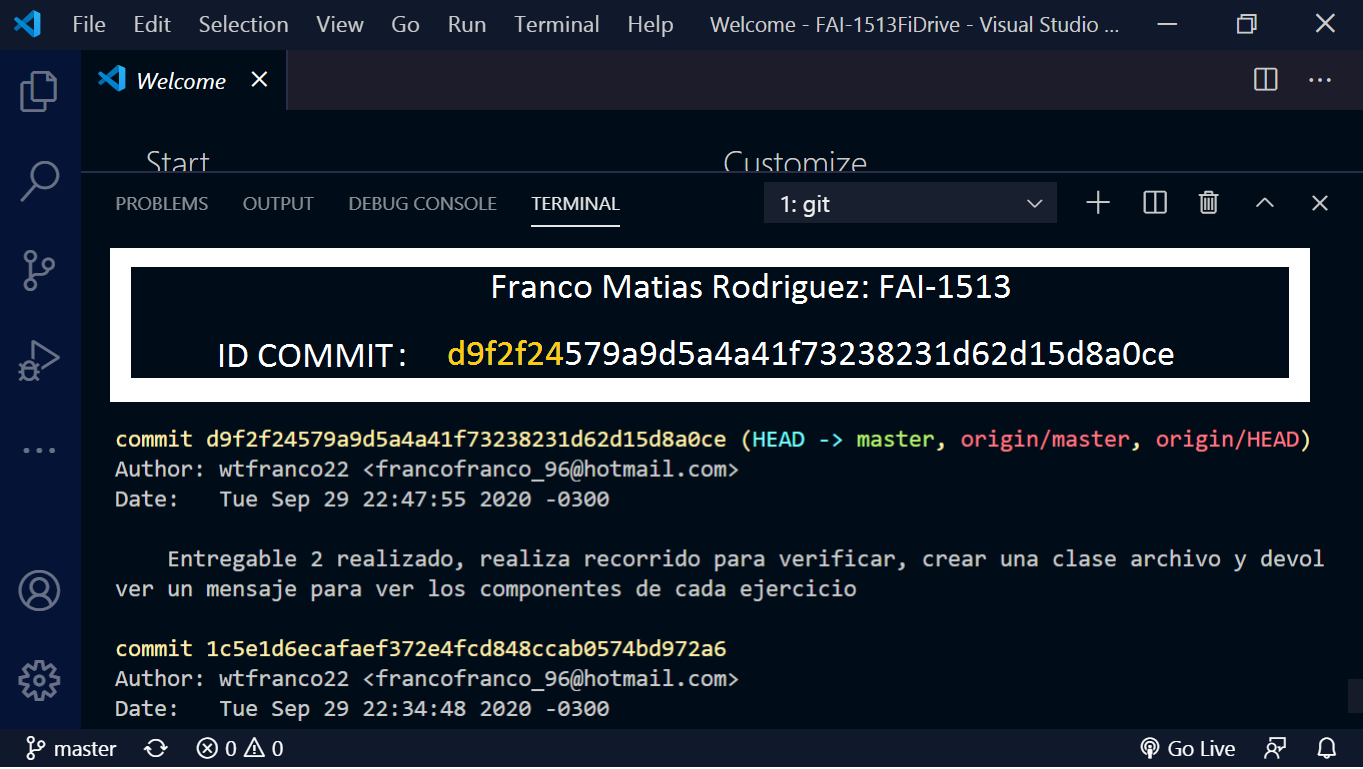 File Edit Selection View Go Run Terminal Help Welcome - FAI-1513FiDrive - Visual Studio ...
Welcome
Start Customize
PROBLEMS OUTPUT DEBUG CONSOLE TERMINAL 1: git
Franco Matias Rodriguez: FAI-1513
ID COMMIT: d9f2f24579a9d5a4a41f73238231d62d15d8a0ce
commit d9f2f24579a9d5a4a41f73238231d62d15d8a0ce (HEAD -> master, origin/master, origin/HEAD)
Author: wtfranco22 <francofranco_96@hotmail.com>
Date:   Tue Sep 29 22:47:55 2020 -0300
Entregable 2 realizado, realiza recorrido para verificar, crear una clase archivo y devol
ver un mensaje para ver los componentes de cada ejercicio
commit 1c5e1d6ecafaef372e4fcd848ccab0574bd972a6
Author: wtfranco22 <francofranco_96@hotmail.com>
Date:   Tue Sep 29 22:34:48 2020 -0300
master 0 0 Go Live